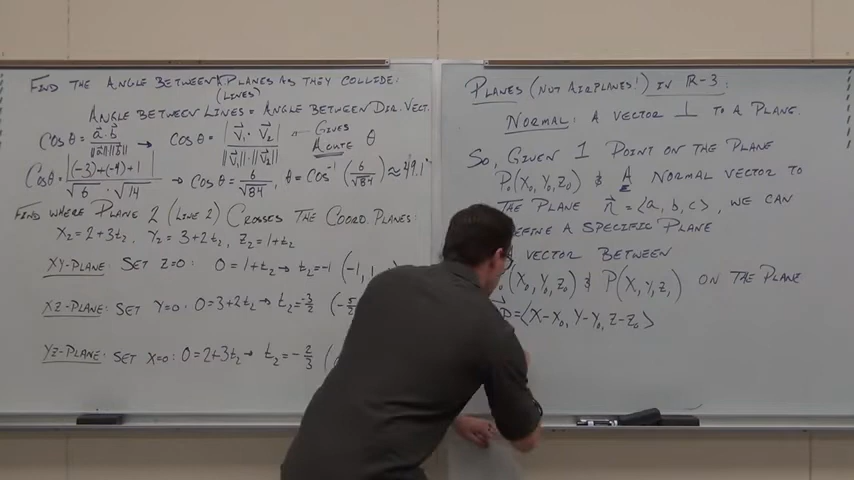 FIND THE ANGLE BETWEEN PLANES AS THEY COLLIDE:
(LINES)
ANGLE BETWEEN LINES = ANGLE BETWEEN DIR. VECT.
COS θ = a⃗·b⃗ / ||a⃗||||b⃗|| → COS θ = |v⃗₁ · v⃗₂| / ||v⃗₁||·||v⃗₂|| GIVES ACUTE θ
COS θ = |(-3)+(-4)+1| / √6 · √14 → COS θ = 6/√84, θ = COS⁻¹(6/√84) ≈ 49.1°
FIND WHERE PLANE 2 (LINE 2) CROSSES THE COORD. PLANES:
X₂ = 2+3t₂, Y₂ = 3+2t₂, Z₂ = 1+t₂
XY-PLANE: SET Z=0: 0=1+t₂ → t₂=-1 (-1, 1,
XZ-PLANE: SET Y=0: 0=3+2t₂ → t₂=-3/2 (-5/2
YZ-PLANE: SET X=0: 0=2+3t₂ → t₂=-2/3 (
PLANES (NOT AIRPLANES!) IN R-3:
NORMAL: A VECTOR ⊥ TO A PLANE.
SO, GIVEN 1 POINT ON THE PLANE
P₀(X₀, Y₀, Z₀) & A NORMAL VECTOR TO
THE PLANE n⃗ = <a, b, c>, WE CAN
EFINE A SPECIFIC PLANE
A VECTOR BETWEEN
(X₀, Y₀, Z₀) & P(X, Y, Z,) ON THE PLANE
P = <X-X₀, Y-Y₀, Z-Z₀>